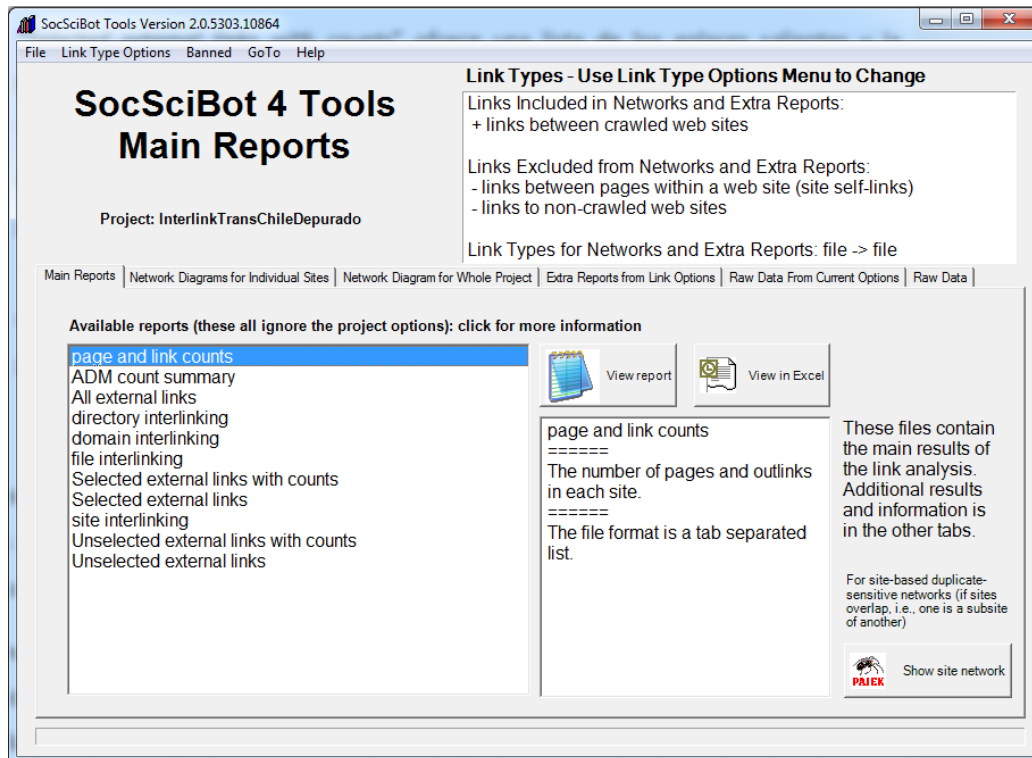 SocSciBot Tools Version 2.0.5303.10864
File Link Type Options Banned GoTo Help
SocSciBot 4 Tools
Main Reports
Project: InterlinkTransChileDepurado
Link Types - Use Link Type Options Menu to Change
Links Included in Networks and Extra Reports:
+ links between crawled web sites
Links Excluded from Networks and Extra Reports:
- links between pages within a web site (site self-links)
- links to non-crawled web sites
Link Types for Networks and Extra Reports: file -> file
Main Reports Network Diagrams for Individual Sites Network Diagram for Whole Project Extra Reports from Link Options Raw Data From Current Options Raw Data
Available reports (these all ignore the project options): click for more information
page and link counts
ADM count summary
All external links
directory interlinking
domain interlinking
file interlinking
Selected external links with counts
Selected external links
site interlinking
Unselected external links with counts
Unselected external links
View report
View in Excel
page and link counts
======
The number of pages and outlinks
in each site.
======
The file format is a tab separated
list.
These files contain
the main results of
the link analysis.
Additional results
and information is
in the other tabs.
For site-based duplicate-
sensitive networks (if sites
overlap, i.e., one is a subsite
of another)
PAJEK
Show site network